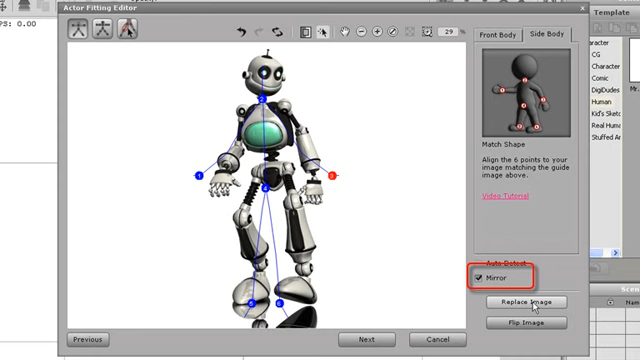 Actor Fitting Editor
Template
PS: 0.00
29 %
Front Body
Side Body
Character
CG
Character
Comic
DigiDudes
Human
Kid's Sketc
Real Huma
Stuffed An
Mr.
Match Shape
Align the 6 points to your
image matching the guide
image above.
Video Tutorial
Auto Detect
Mirror
Replace Image
Flip Image
Scen
Previous
Next
Cancel